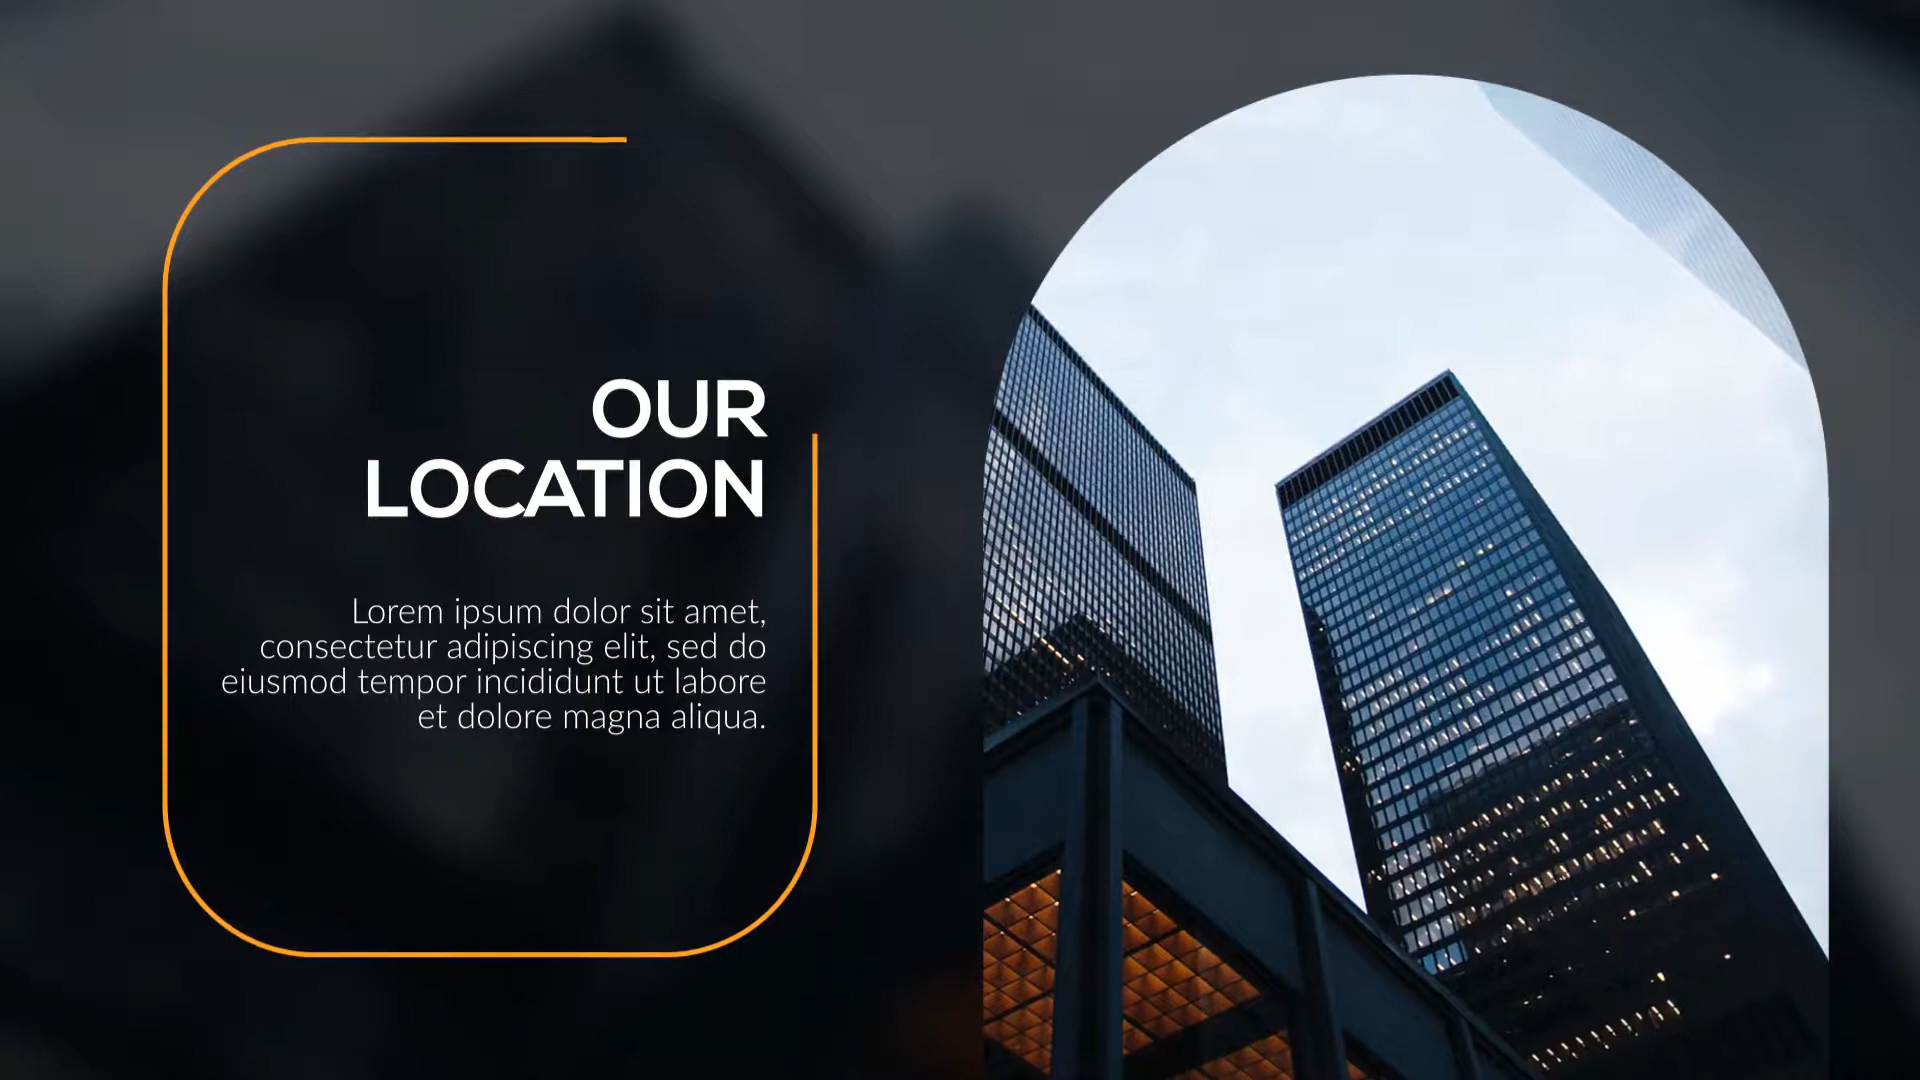 OUR
LOCATION
Lorem ipsum dolor sit amet,
consectetur adipiscing elit, sed do
eiusmod tempor incididunt ut labore
et dolore magna aliqua.